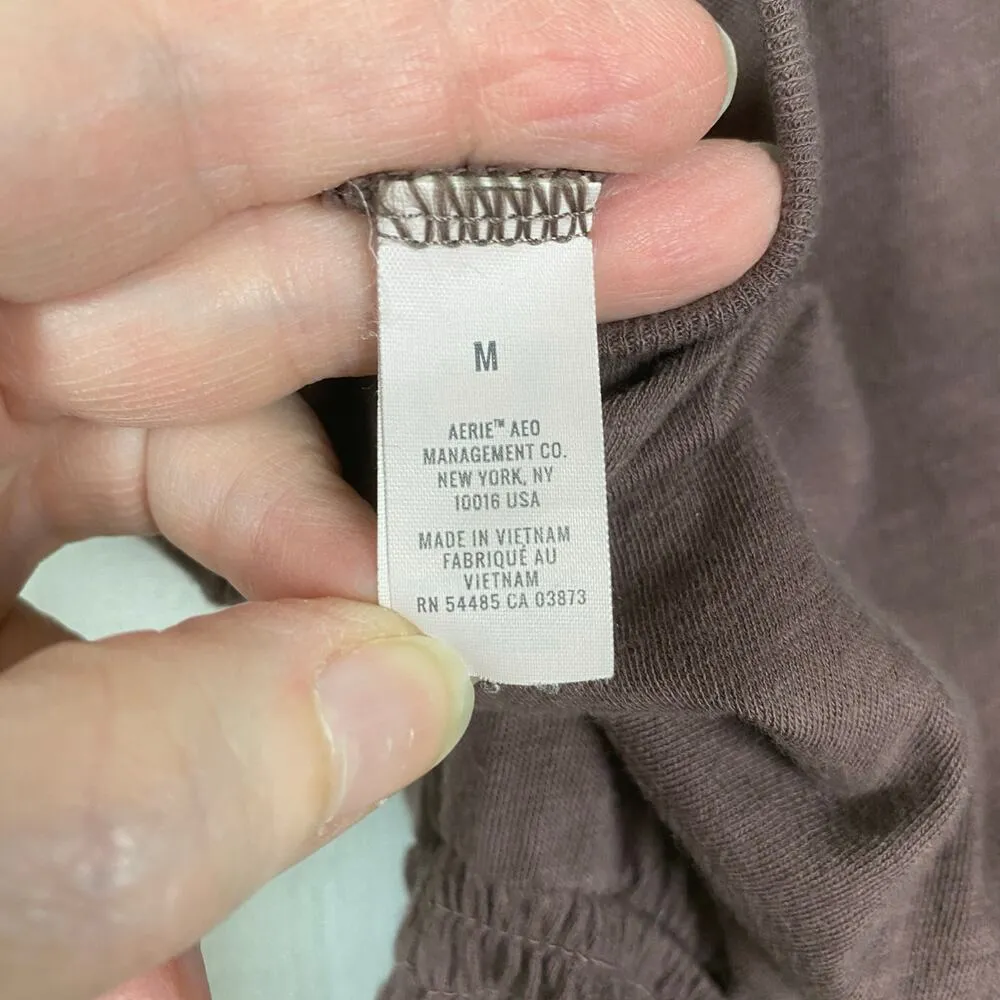 M
AERIE™ AEO
MANAGEMENT CO.
NEW YORK, NY
10016 USA
MADE IN VIETNAM
FABRIQUÉ AU
VIETNAM
RN 54485 CA 03873